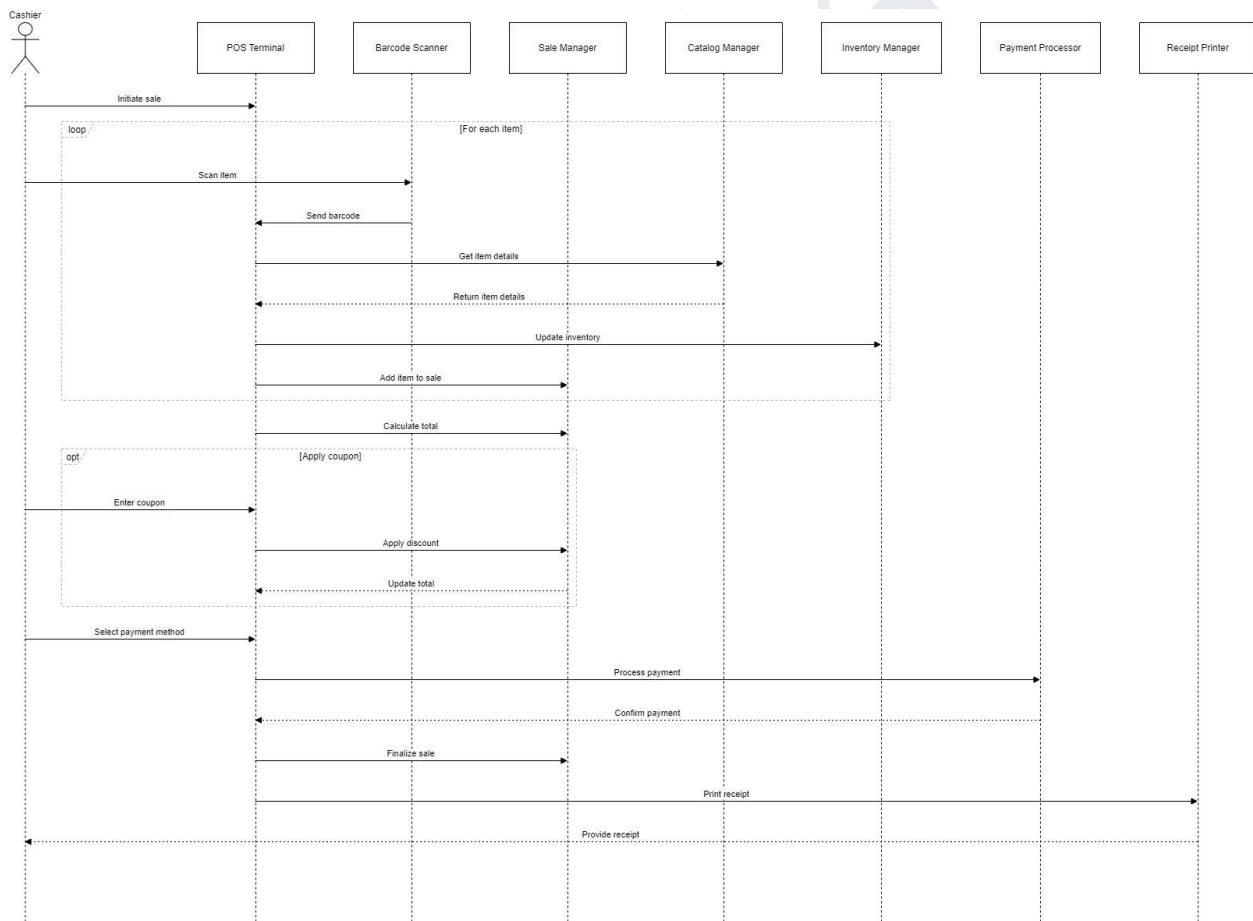 Cashier
POS Terminal
Barcode Scanner
Sale Manager
Catalog Manager
Inventory Manager
Payment Processor
Receipt Printer
Initiate sale
loop
[For each item]
Scan item
Send barcode
Get item details
Return item details
Update inventory
Add item to sale
Calculate total
opt
[Apply coupon]
Enter coupon
Apply discount
Update total
Select payment method
Process payment
Confirm payment
Finalize sale
Print receipt
Provide receipt